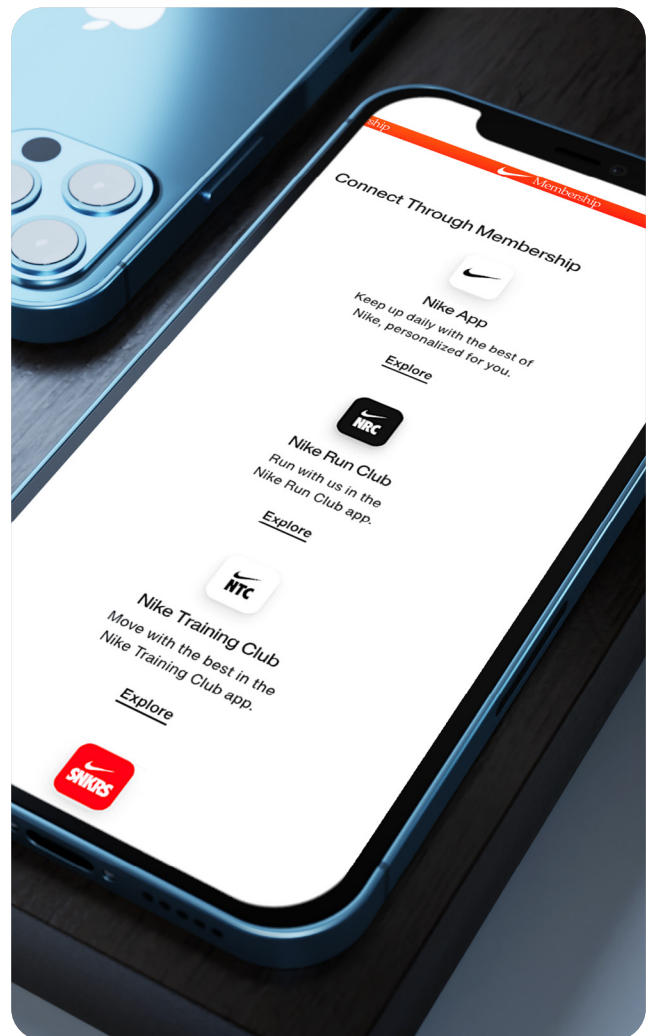 ship
Membership
Connect Through Membership
Nike App
Keep up daily with the best of
Nike, personalized for you.
Explore
NRC
Nike Run Club
Run with us in the
Nike Run Club app.
Explore
NTC
Nike Training Club
Move with the best in the
Nike Training Club app.
Explore
SNKRS